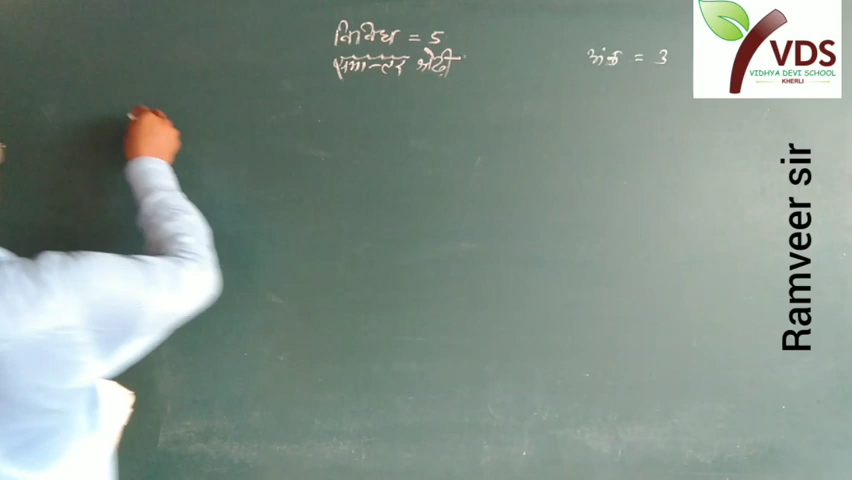 विविध = 5
समान्तर श्रेढी
अंक = 3
VDS
VIDHYA DEVI SCHOOL
KHERLI
Ramveer sir